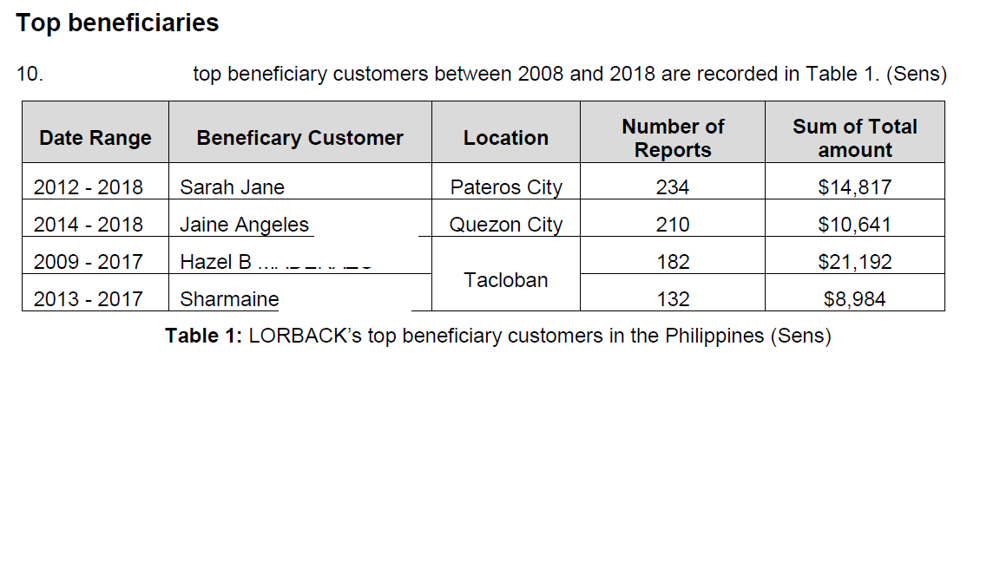 Top beneficiaries
10. top beneficiary customers between 2008 and 2018 are recorded in Table 1. (Sens)
Date Range Beneficary Customer Location Number of Reports Sum of Total amount
2012 - 2018 Sarah Jane Pateros City 234 $14,817
2014 - 2018 Jaine Angeles Quezon City 210 $10,641
2009 - 2017 Hazel B 182 $21,192
Tacloban
2013 - 2017 Sharmaine 132 $8,984
Table 1: LORBACK's top beneficiary customers in the Philippines (Sens)